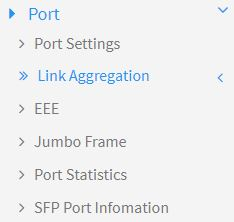 Port
Port Settings
Link Aggregation
EEE
Jumbo Frame
Port Statistics
SFP Port Infomation